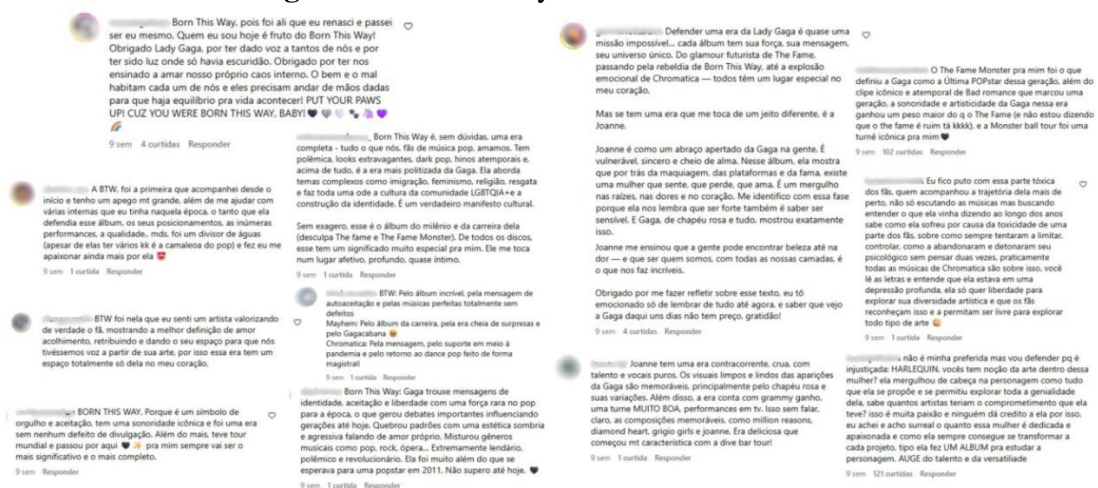 Born This Way, pois foi ali que eu renasci e passei
ser eu mesmo. Quem eu sou hoje é fruto do Born This Way!
Obrigado Lady Gaga, por ter dado voz a tantos de nós e por
ter sido luz onde só havia escuridão. Obrigado por ter nos
ensinado a amar nosso próprio caos interno. O bem e o mal
habitam cada um de nós e eles precisam andar de mãos dadas
para que haja equilíbrio pra vida acontecer! PUT YOUR PAWS
UP! CUZ YOU WERE BORN THIS WAY, BABY!🖤🩶🤍🐾🦄💜
🌈
9 sem 4 curtidas Responder
A BTW, foi a primeira que acompanhei desde o
início e tenho um apego mt grande, além de me ajudar com
várias internas que eu tinha naquela época, o tanto que ela
defendia esse álbum, os seus posicionamentos, as inúmeras
performances, a qualidade.. mds, foi um divisor de águas
(apesar de elas ter vários kk é a camaleoa do pop) e fez eu me
apaixonar ainda mais por ela
9 sem 1 curtida Responder
BTW foi nela que eu senti um artista valorizando
de verdade o fã, mostrando a melhor definição de amor
acolhimento, retribuindo e dando o seu espaço para que nós
tivéssemos voz a partir de sua arte, por isso essa era tem um
espaço totalmente só dela no meu coração.
BORN THIS WAY. Porque é um símbolo de
orgulho e aceitação, tem uma sonoridade icônica e foi uma era
sem nenhum defeito de divulgação. Além do mais, teve tour
mundial e passou por aqui 🖤✨ pra mim sempre vai ser o
mais significativo e o mais completo.
9 sem Responder
Born This Way é, sem dúvidas, uma era
completa - tudo o que nós, fãs de música pop, amamos. Tem
polêmica, looks extravagantes, dark pop, hinos atemporais e,
acima de tudo, é a era mais politizada da Gaga. Ela aborda
temas complexos como imigração, feminismo, religião, resgata
e faz toda uma ode a cultura da comunidade LGBTQIA+e a
construção da identidade. É um verdadeiro manifesto cultural.
Sem exagero, esse é o álbum do milênio e da carreira dela
(desculpa The fame e The Fame Monster). De todos os discos,
esse tem um significado muito especial pra mim. Ele me toca
num lugar afetivo, profundo, quase íntimo.
9 sem 1 curtida Responder
BTW: Pelo álbum incrível, pela mensagem de
autoaceitação e pelas músicas perfeitas totalmente sem
defeitos
Mayhem: Pelo álbum da carreira, pela era cheia de surpresas e
pelo Gagacabana
Chromatica: Pela mensagem, pelo suporte em meio à
pandemia e pelo retorno ao dance pop feito de forma
magistral!
9 sem 1 curtida Responder
Born This Way: Gaga trouxe mensagens de
identidade, aceitação e liberdade com uma força rara no pop
para a época, o que gerou debates importantes influenciando
gerações até hoje. Quebrou padrões com uma estética sombria
e agressiva falando de amor próprio. Misturou gêneros
musicais como pop, rock, ópera... Extremamente lendário,
polêmico e revolucionário. Ela foi muito além do que se
esperava para uma popstar em 2011. Não supero até hoje. 🖤
9 sem 1 curtida Responder
Defender uma era da Lady Gaga é quase uma
missão impossível... cada álbum tem sua força, sua mensagem,
seu universo único. Do glamour futurista de The Fame,
passando pela rebeldia de Born This Way, até a explosão
emocional de Chromatica — todos têm um lugar especial no
meu coração.
Mas se tem uma era que me toca de um jeito diferente, é a
Joanne.
Joanne é como um abraço apertado da Gaga na gente. É
vulnerável, sincero e cheio de alma. Nesse álbum, ela mostra
que por trás da maquiagem, das plataformas e da fama, existe
uma mulher que sente, que perde, que ama. É um mergulho
nas raízes, nas dores e no coração. Me identifico com essa fase
porque ela nos lembra que ser forte também é saber ser
sensível. E Gaga, de chapéu rosa e tudo, mostrou exatamente
isso.
Joanne me ensinou que a gente pode encontrar beleza até na
dor — e que ser quem somos, com todas as nossas camadas, é
o que nos faz incríveis.
Obrigado por me fazer refletir sobre esse texto, eu tô
emocionado só de lembrar de tudo até agora, e saber que vejo
a Gaga daqui uns dias não tem preço, gratidão!
9 sem 4 curtidas Responder
Joanne tem uma era contracorrente, crua, com
talento e vocais puros. Os visuais limpos e lindos das aparições
da Gaga são memoráveis, principalmente pelo chapéu rosa e
suas variações. Além disso, a era conta com grammy ganho,
uma turne MUITO BOA, performances em tv. Isso sem falar,
claro, as composições memoráveis, como million reasons,
diamond heart, grigio girls e joanne. Era deliciosa que
começou mt característica com a dive bar tour!
9 sem 1 curtida Responder
O The Fame Monster pra mim foi o que
definiu a Gaga como a Última POPstar dessa geração, além do
clipe icônico e atemporal de Bad romance que marcou uma
geração, a sonoridade e artisticidade da Gaga nessa era
ganhou um peso maior do q o The Fame (e não estou dizendo
que o the fame é ruim tá kkkk), e a Monster ball tour foi uma
turnê icônica pra mim🖤
9 sem 102 curtidas Responder
Eu fico puto com essa parte tóxica
dos fãs, quem acompanhou a trajetória dela mais de
perto, não só escutando as músicas mas buscando
entender o que ela vinha dizendo ao longo dos anos
sabe como ela sofreu por causa da toxicidade de uma
parte dos fãs, sobre como sempre tentaram a limitar,
controlar, como a abandonaram e detonaram seu
psicológico sem pensar duas vezes, praticamente
todas as músicas de Chromatica são sobre isso, você
lê as letras e entende que ela estava em uma
depressão profunda, ela só quer liberdade para
explorar sua diversidade artística e que os fãs
reconheçam isso e a permitam ser livre para explorar
todo tipo de arte
9 sem 1 curtida Responder
não é minha preferida mas vou defender pq é
injustiçada: HARLEQUIN. vocês tem noção da arte dentro dessa
mulher? ela mergulhou de cabeça na personagem como tudo
que ela se propõe e se permitiu explorar toda a genialidade
dela, sabe quantos artistas teriam o comprometimento que ela
teve? isso é muita paixão e ninguém dá credito a ela por isso.
eu achei e acho surreal o quanto essa mulher é dedicada e
apaixonada e como ela sempre consegue se transformar a
cada projeto, tipo ela fez UM ALBUM pra estudar a
personagem. AUGE do talento e da versatiliade
9 sem 121 curtidas Responder